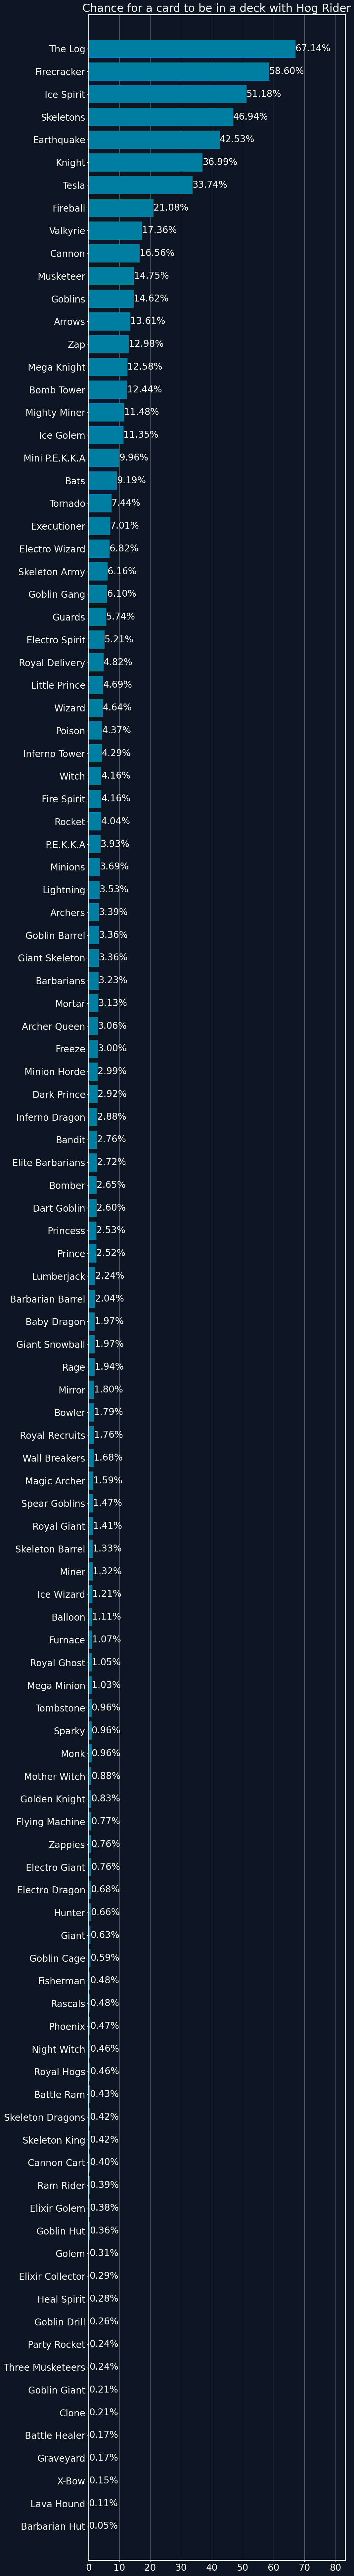 Chance for a card to be in a deck with Hog Rider
The Log 67.14%
Firecracker 58.60%
Ice Spirit 51.18%
Skeletons 46.94%
Earthquake 42.53%
Knight 36.99%
Tesla 33.74%
Fireball 21.08%
Valkyrie 17.36%
Cannon 16.56%
Musketeer 14.75%
Goblins 14.62%
Arrows 13.61%
Zap 12.98%
Mega Knight 12.58%
Bomb Tower 12.44%
Mighty Miner 11.48%
Ice Golem 11.35%
Mini P.E.K.K.A 9.96%
Bats 9.19%
Tornado 7.44%
Executioner 7.01%
Electro Wizard 6.82%
Skeleton Army 6.16%
Goblin Gang 6.10%
Guards 5.74%
Electro Spirit 5.21%
Royal Delivery 4.82%
Little Prince 4.69%
Wizard 4.64%
Poison 4.37%
Inferno Tower 4.29%
Witch 4.16%
Fire Spirit 4.16%
Rocket 4.04%
P.E.K.K.A 3.93%
Minions 3.69%
Lightning 3.53%
Archers 3.39%
Goblin Barrel 3.36%
Giant Skeleton 3.36%
Barbarians 3.23%
Mortar 3.13%
Archer Queen 3.06%
Freeze 3.00%
Minion Horde 2.99%
Dark Prince 2.92%
Inferno Dragon 2.88%
Bandit 2.76%
Elite Barbarians 2.72%
Bomber 2.65%
Dart Goblin 2.60%
Princess 2.53%
Prince 2.52%
Lumberjack 2.24%
Barbarian Barrel 2.04%
Baby Dragon 1.97%
Giant Snowball 1.97%
Rage 1.94%
Mirror 1.80%
Bowler 1.79%
Royal Recruits 1.76%
Wall Breakers 1.68%
Magic Archer 1.59%
Spear Goblins 1.47%
Royal Giant 1.41%
Skeleton Barrel 1.33%
Miner 1.32%
Ice Wizard 1.21%
Balloon 1.11%
Furnace 1.07%
Royal Ghost 1.05%
Mega Minion 1.03%
Tombstone 0.96%
Sparky 0.96%
Monk 0.96%
Mother Witch 0.88%
Golden Knight 0.83%
Flying Machine 0.77%
Zappies 0.76%
Electro Giant 0.76%
Electro Dragon 0.68%
Hunter 0.66%
Giant 0.63%
Goblin Cage 0.59%
Fisherman 0.48%
Rascals 0.48%
Phoenix 0.47%
Night Witch 0.46%
Royal Hogs 0.46%
Battle Ram 0.43%
Skeleton Dragons 0.42%
Skeleton King 0.42%
Cannon Cart 0.40%
Ram Rider 0.39%
Elixir Golem 0.38%
Goblin Hut 0.36%
Golem 0.31%
Elixir Collector 0.29%
Heal Spirit 0.28%
Goblin Drill 0.26%
Party Rocket 0.24%
Three Musketeers 0.24%
Goblin Giant 0.21%
Clone 0.21%
Battle Healer 0.17%
Graveyard 0.17%
X-Bow 0.15%
Lava Hound 0.11%
Barbarian Hut 0.05%
0 10 20 30 40 50 60 70 80